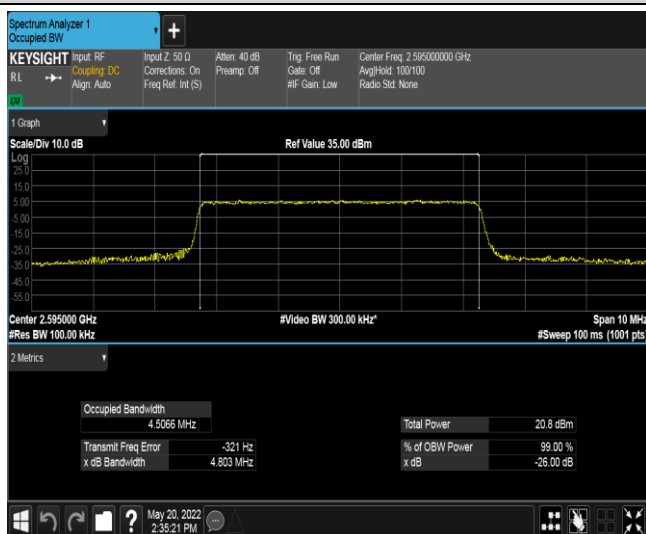 Spectrum Analyzer 1
Occupied BW
+
KEYSIGHT
RL
Input: RF
Coupling: DC
Align: Auto
Input Z: 50 Ω
Corrections: On
Freq Ref: Int (S)
Atten: 40 dB
Preamp: Off
Trig: Free Run
Gate: Off
#IF Gain: Low
Center Freq: 2.595000000 GHz
Avg|Hold: 100/100
Radio Std: None
1 Graph
Scale/Div 10.0 dB
Ref Value 35.00 dBm
Log
25.0
15.0
5.00
-5.00
-15.0
-25.0
-35.0
-45.0
-55.0
Center 2.595000 GHz
#Video BW 300.00 kHz*
Span 10 MHz
#Res BW 100.00 kHz
#Sweep 100 ms (1001 pts)
2 Metrics
Occupied Bandwidth
4.5066 MHz
Total Power 20.8 dBm
Transmit Freq Error -321 Hz
% of OBW Power 99.00 %
x dB Bandwidth 4.803 MHz
x dB -26.00 dB
?
May 20, 2022
2:35:21 PM